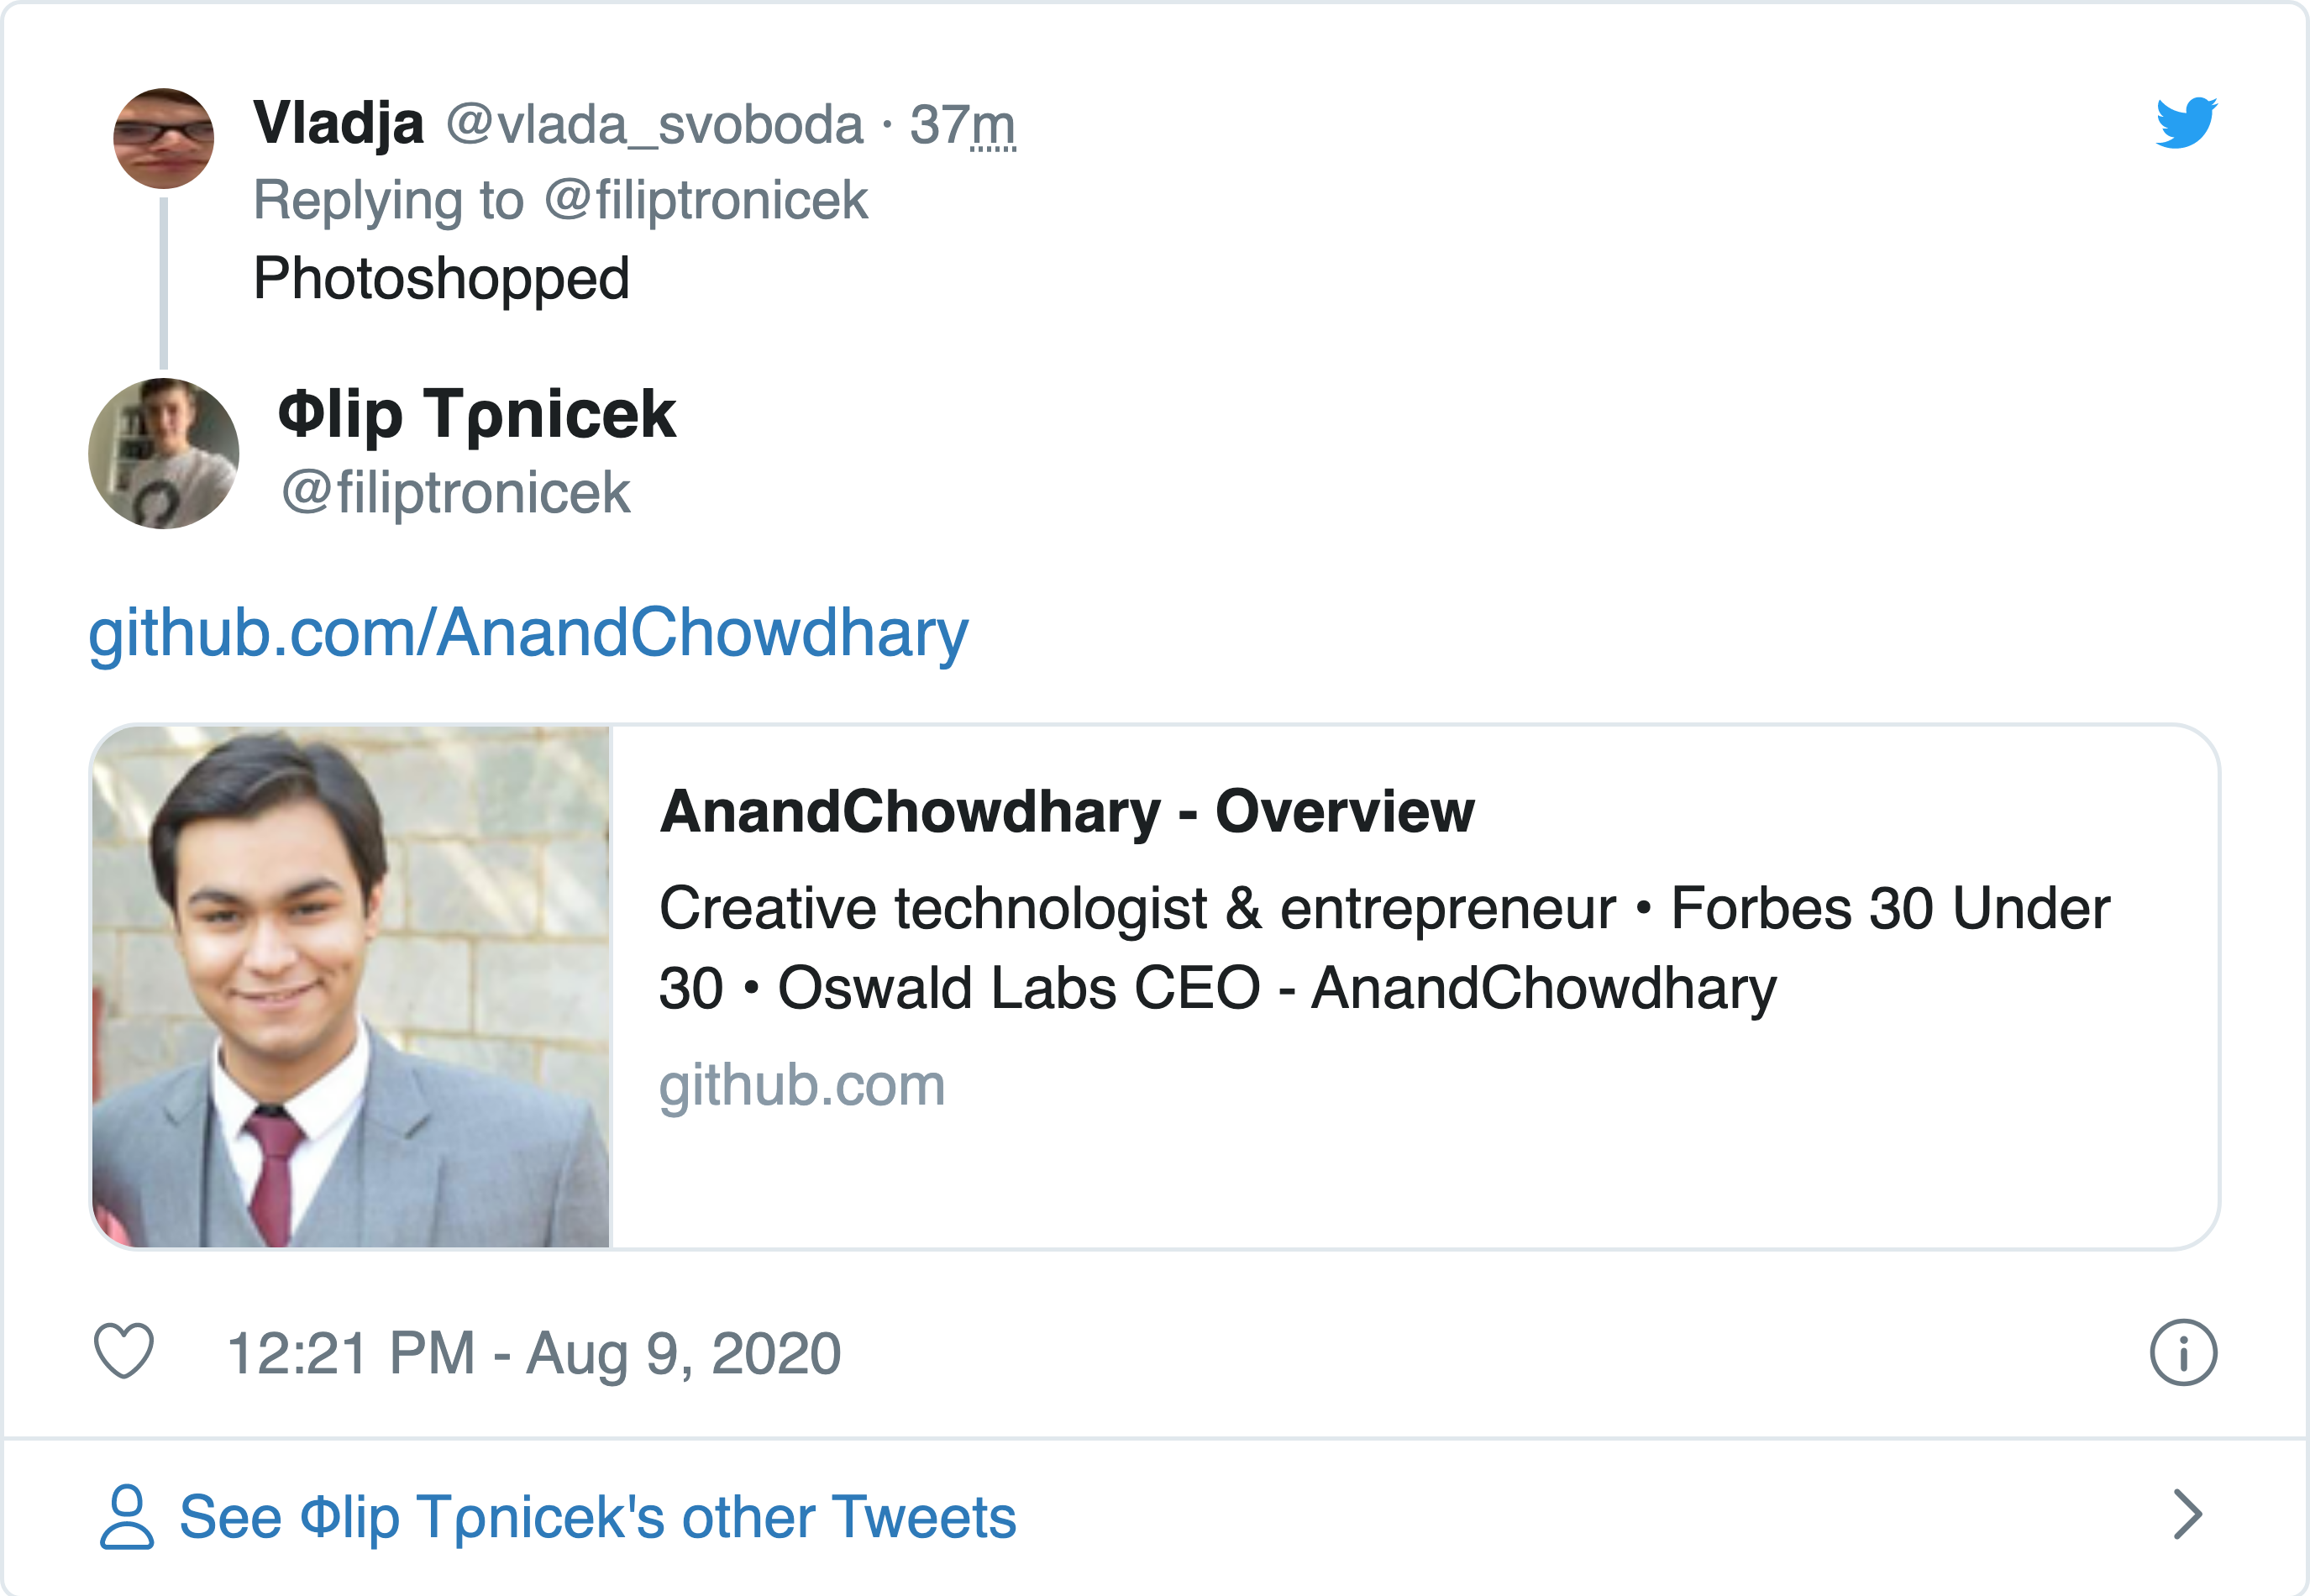 Vladja @vlada_svoboda · 37m
Replying to @filiptronicek
Photoshopped
Φlip Tρnicek
@filiptronicek
github.com/AnandChowdhary
AnandChowdhary - Overview
Creative technologist & entrepreneur • Forbes 30 Under
30 • Oswald Labs CEO - AnandChowdhary
github.com
12:21 PM - Aug 9, 2020
See Φlip Tρnicek's other Tweets